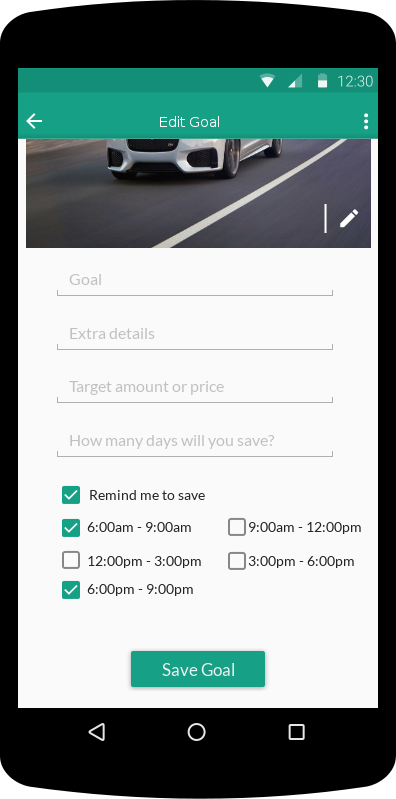 12:30
Edit Goal
Goal
Extra details
Target amount or price
How many days will you save?
Remind me to save
6:00am - 9:00am 9:00am - 12:00pm
12:00pm - 3:00pm 3:00pm - 6:00pm
6:00pm - 9:00pm
Save Goal